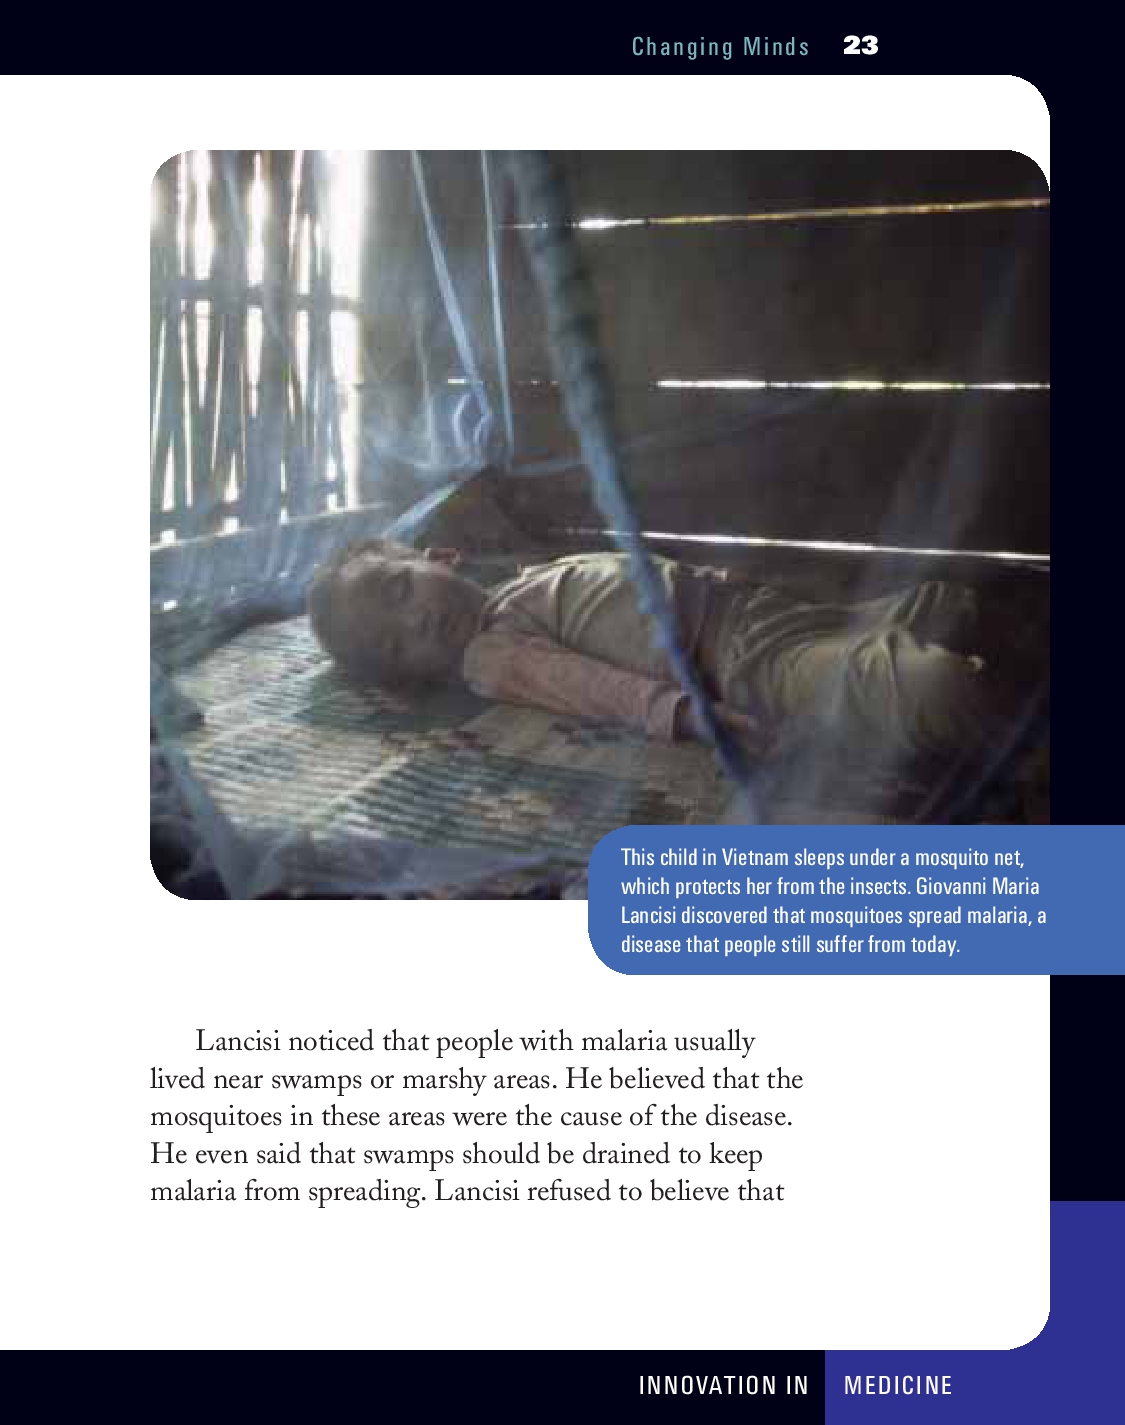 Changing Minds 23
This child in Vietnam sleeps under a mosquito net,
which protects her from the insects. Giovanni Maria
Lancisi discovered that mosquitoes spread malaria, a
disease that people still suffer from today.
Lancisi noticed that people with malaria usually
lived near swamps or marshy areas. He believed that the
mosquitoes in these areas were the cause of the disease.
He even said that swamps should be drained to keep
malaria from spreading. Lancisi refused to believe that
INNOVATION IN MEDICINE